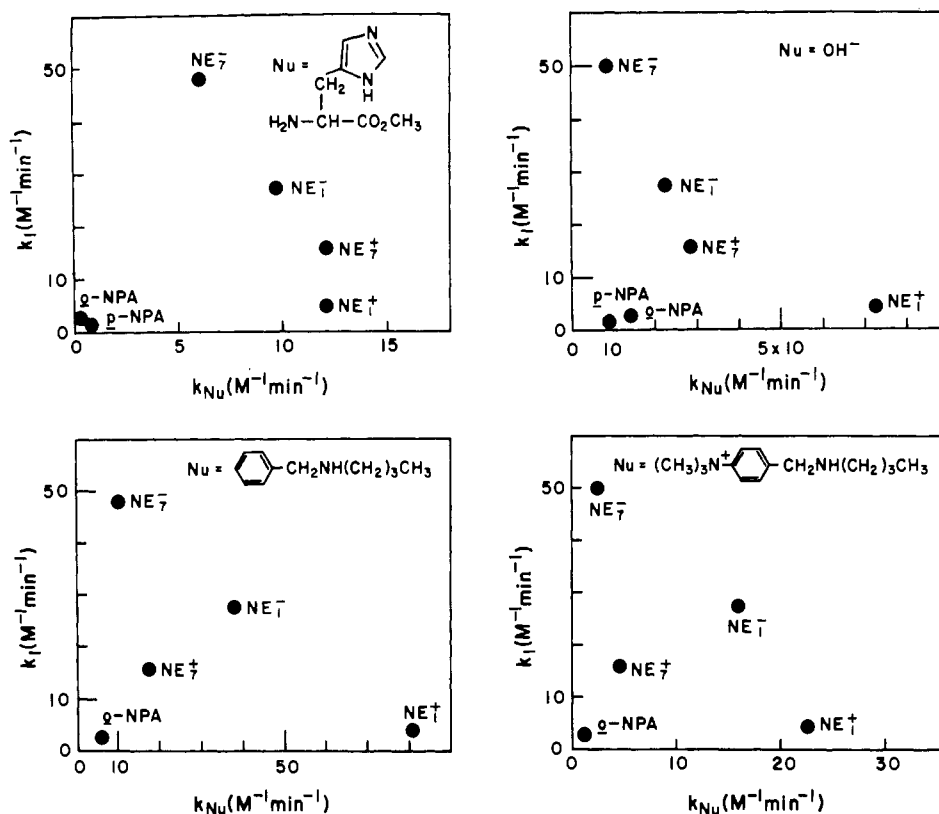 50
NE₇⁻
Nu =
N
N
H
CH₂
H₂N—CH—CO₂CH₃
k₁(M⁻¹min⁻¹)
NE₁⁻
NE₇⁺
NE₁⁺
10
o-NPA
p-NPA
0
0 5 10 15
kNu(M⁻¹min⁻¹)
Nu = OH⁻
50
NE₇⁻
k₁(M⁻¹min⁻¹)
NE₁⁻
NE₇⁺
10
p-NPA
o-NPA
NE₁⁺
0
0 10 5 x 10
kNu(M⁻¹min⁻¹)
Nu = CH₂NH(CH₂)₃CH₃
50
NE₇⁻
k₁(M⁻¹min⁻¹)
NE₁⁻
NE₇⁺
10
o-NPA
NE₁⁺
0
0 10 50
kNu(M⁻¹min⁻¹)
Nu = (CH₃)₃N⁺ CH₂NH(CH₂)₃CH₃
50
NE₇⁻
k₁(M⁻¹min⁻¹)
NE₁⁻
NE₇⁺
10
o-NPA
NE₁⁺
0
0 10 20 30
kNu(M⁻¹min⁻¹)